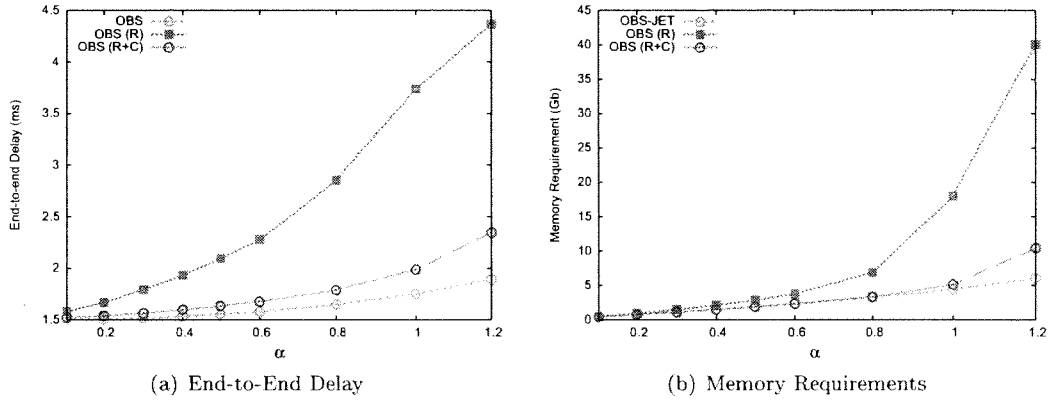 OBS
OBS (R)
OBS (R+C)
4.5
4
3.5
3
2.5
2
1.5
End-to-end Delay (ms)
0.2
0.4
0.6
0.8
1
1.2
α
(a) End-to-End Delay
OBS-JET
OBS (R)
OBS (R+C)
45
40
35
30
25
20
15
10
5
0
Memory Requirement (Gb)
0.2
0.4
0.6
0.8
1
1.2
α
(b) Memory Requirements